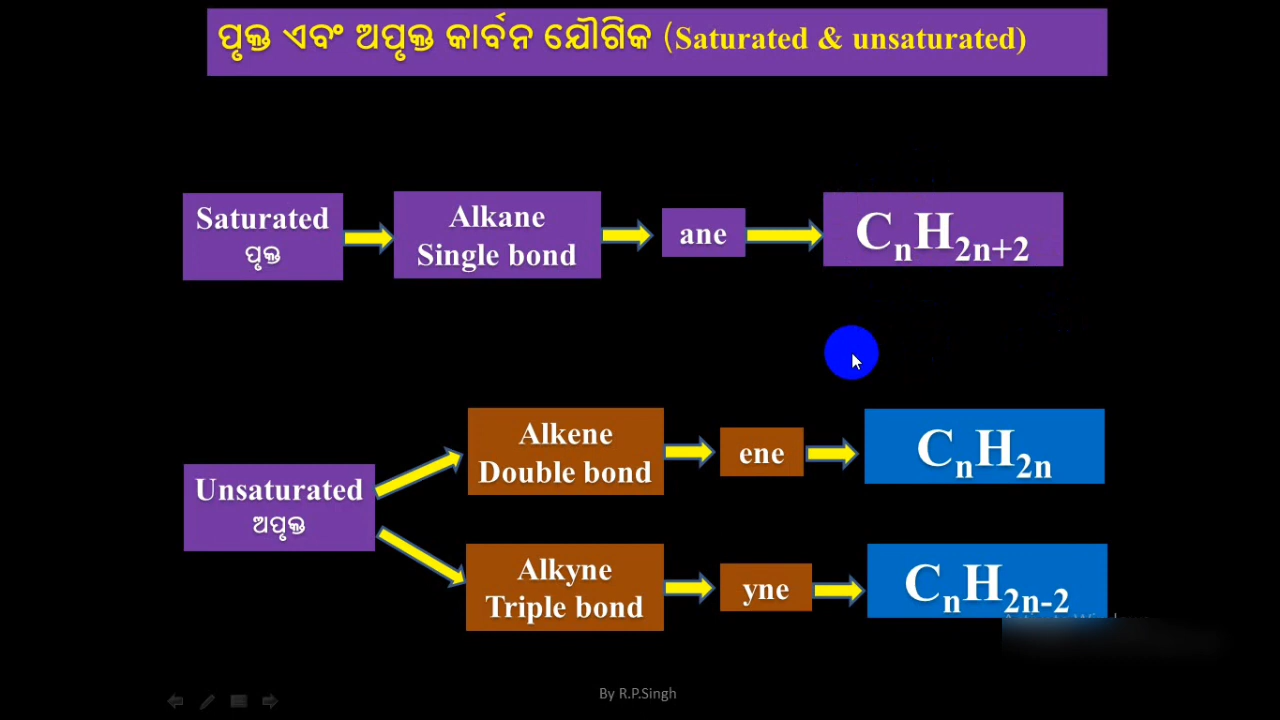 ପୃକ୍ତ ଏବଂ ଅପୃକ୍ତ କାର୍ବନ ଯୌଗିକ (Saturated & unsaturated)
Saturated
ପୃକ୍ତ
Alkane
Single bond
ane
CₙH₂ₙ₊₂
Unsaturated
ଅପୃକ୍ତ
Alkene
Double bond
ene
CₙH₂ₙ
Alkyne
Triple bond
yne
CₙH₂ₙ₋₂
By R.P.Singh